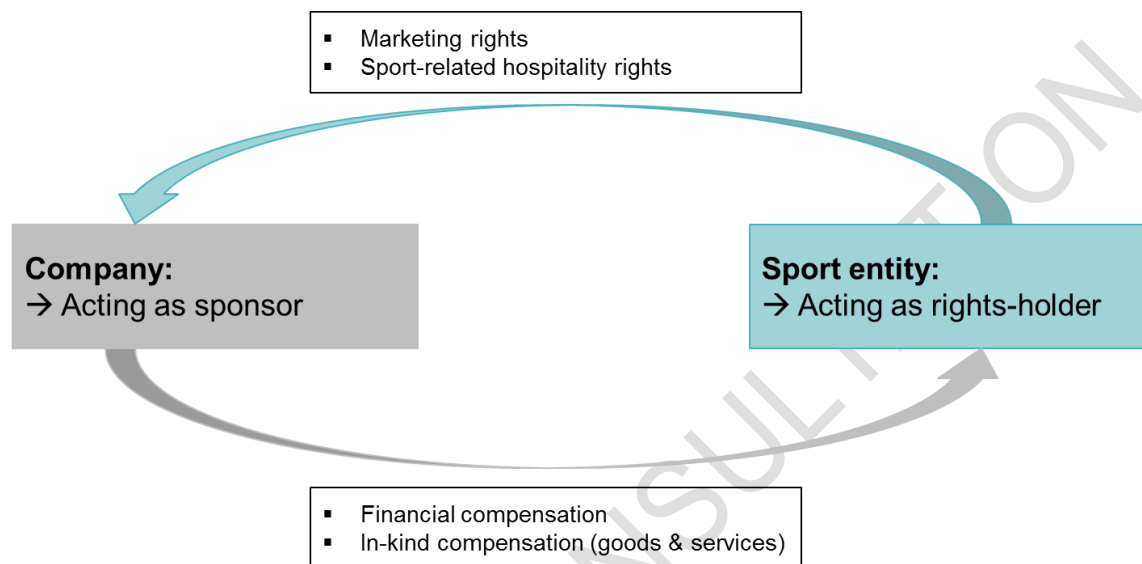 ▪ Marketing rights
▪ Sport-related hospitality rights
Company:
→ Acting as sponsor
Sport entity:
→ Acting as rights-holder
▪ Financial compensation
▪ In-kind compensation (goods & services)